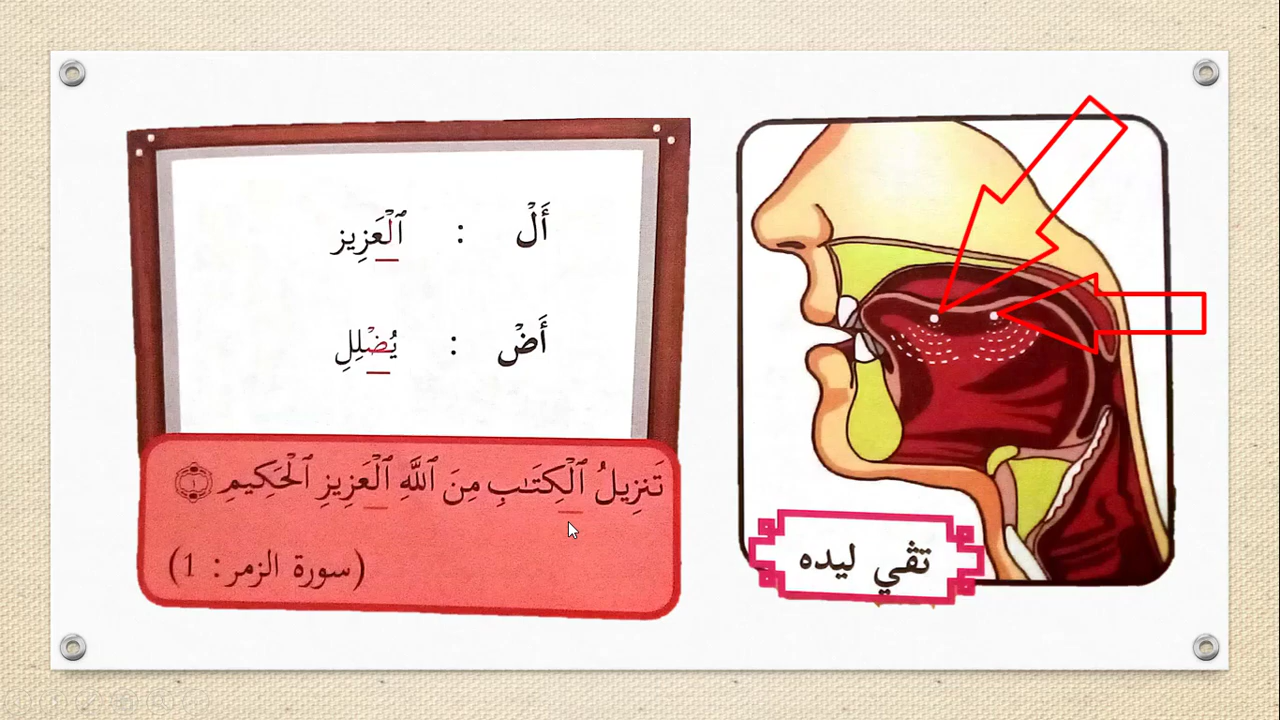 أَلْ : ٱلْعَزِيز
أَضْ : يُضْلِلِ
تَنزِيلُ ٱلْكِتَـٰبِ مِنَ ٱللَّهِ ٱلْعَزِيزِ ٱلْحَكِيمِ ١
(سورة الزمر: 1)
تڤي ليده